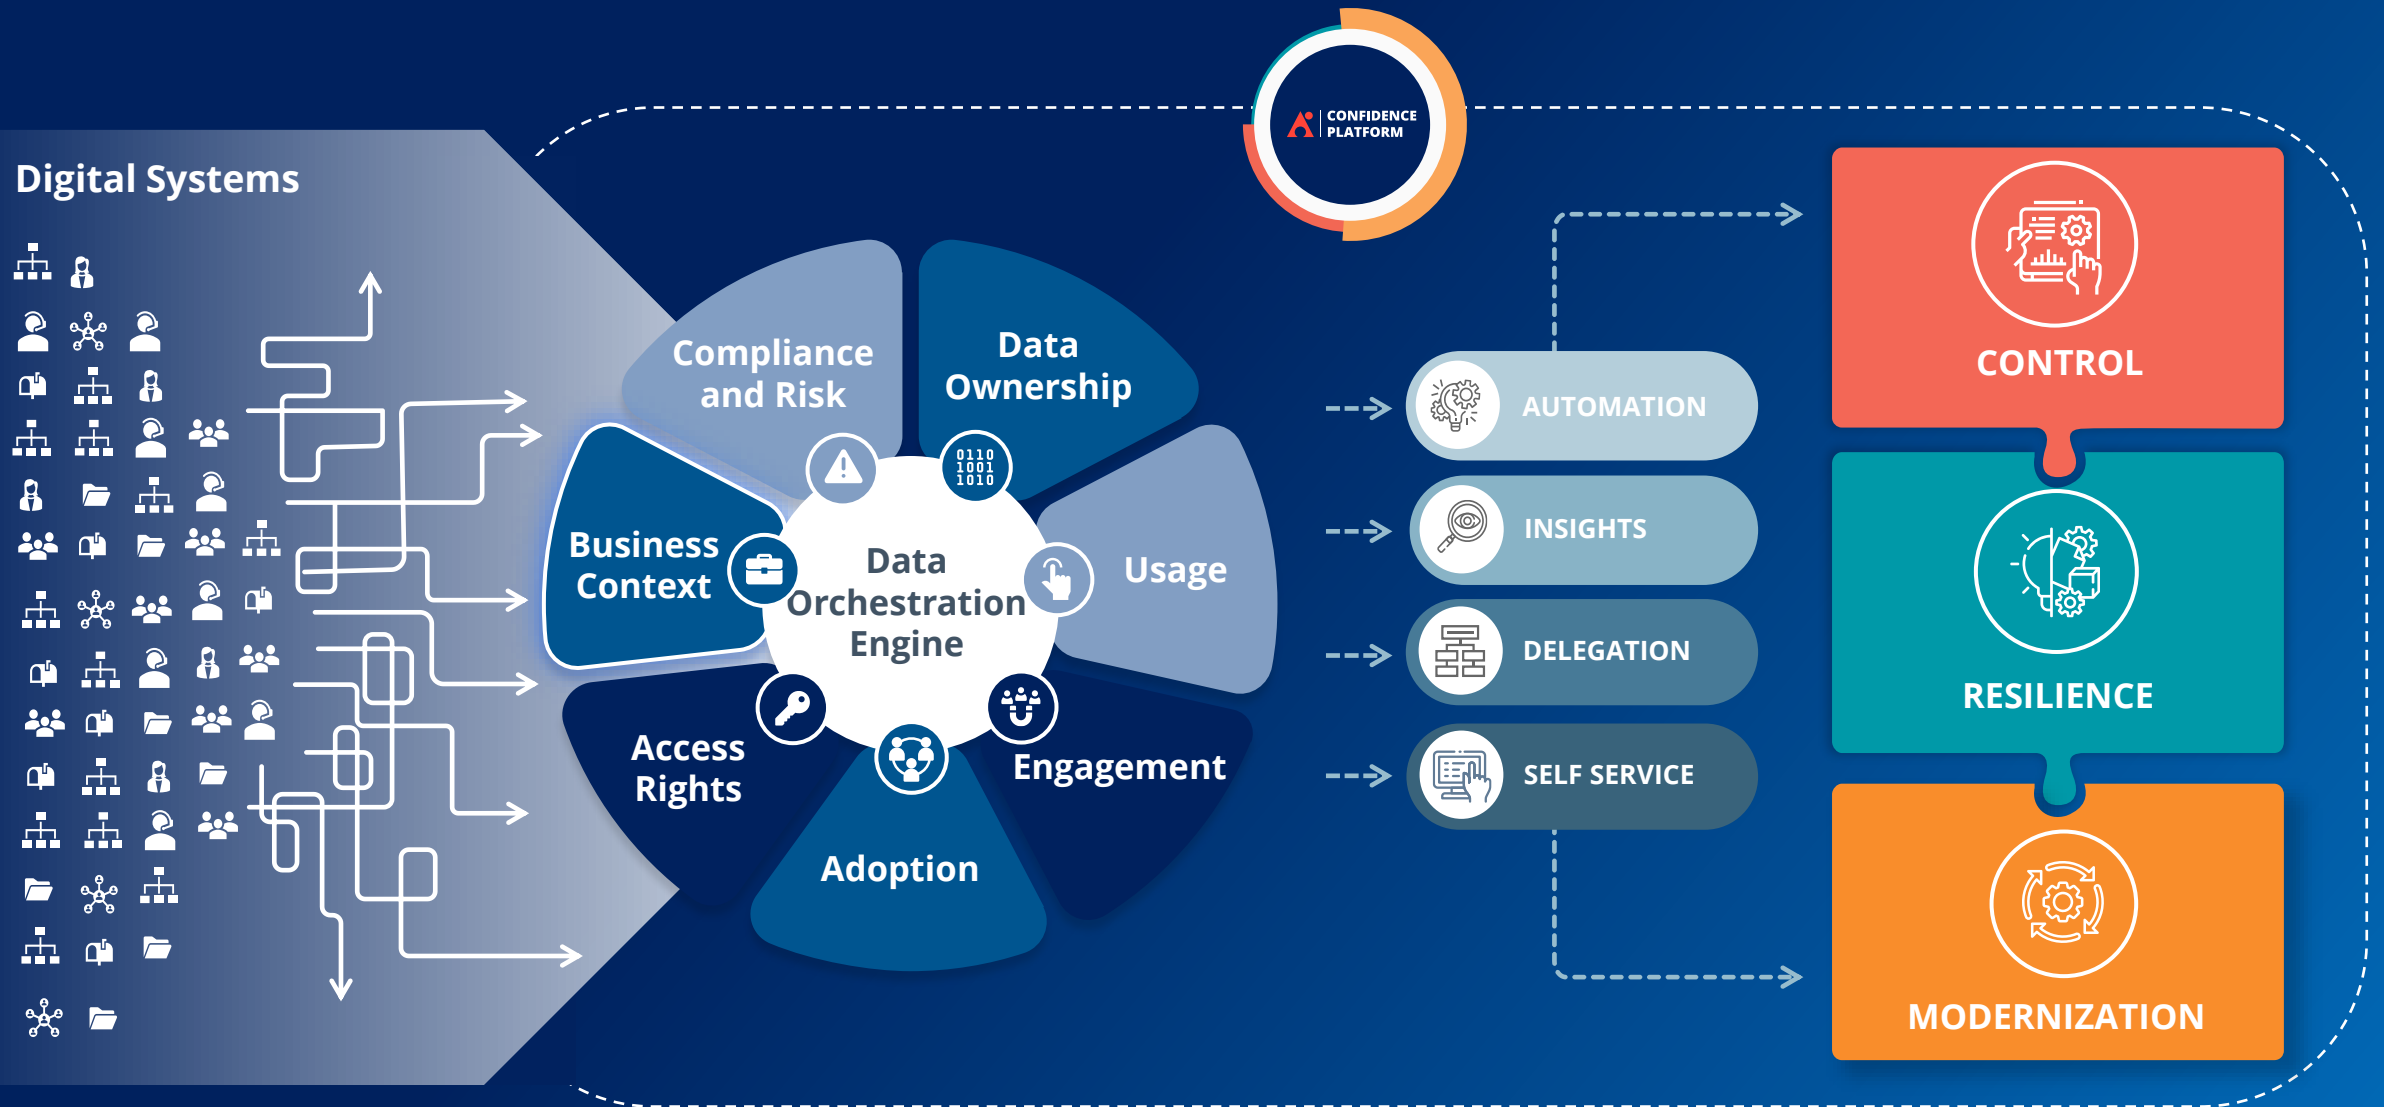 CONFIDENCE
PLATFORM
Digital Systems
Compliance
and Risk
Data
Ownership
Business
Context
Data
Orchestration
Engine
Usage
Access
Rights
Engagement
Adoption
0110
1001
1010
AUTOMATION
INSIGHTS
DELEGATION
SELF SERVICE
CONTROL
RESILIENCE
MODERNIZATION